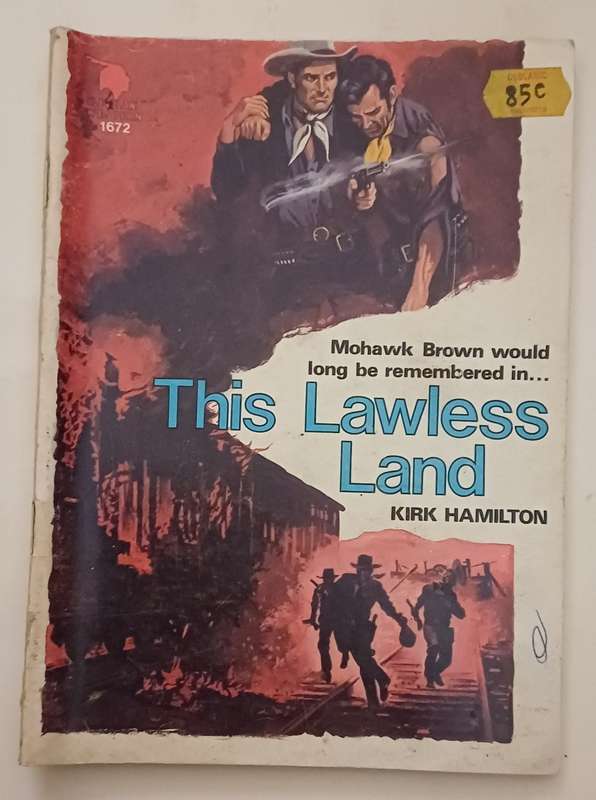 1672
85c
Mohawk Brown would
long be remembered in...
This Lawless
Land
KIRK HAMILTON